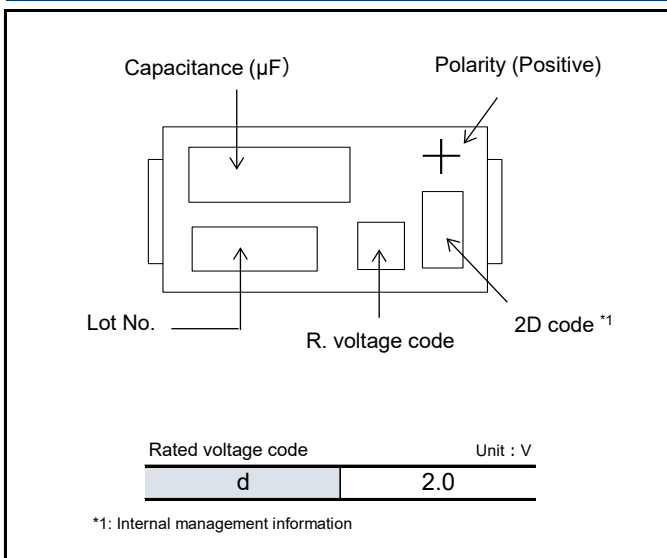 Capacitance (µF）
Polarity (Positive)
+
Lot No.
R. voltage code
2D code *1
Rated voltage code Unit：V
d 2.0
*1: Internal management information